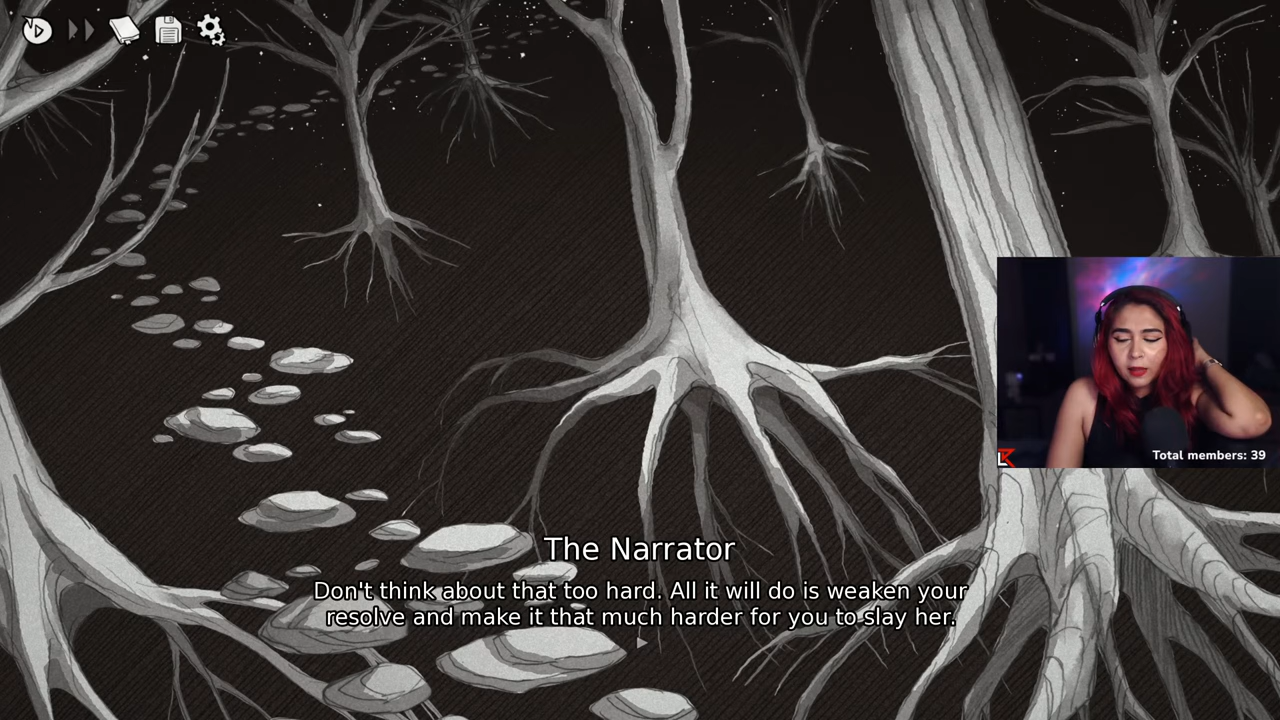 The Narrator
Don't think about that too hard. All it will do is weaken your
resolve and make it that much harder for you to slay her.
Total members: 39